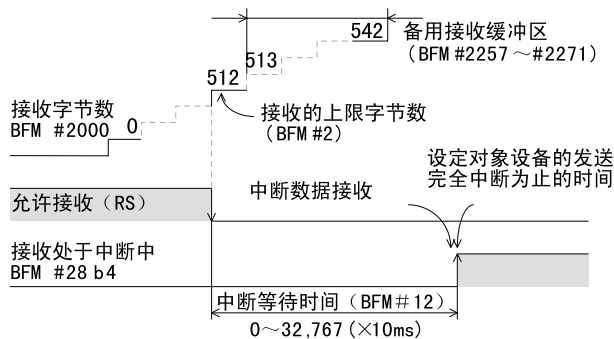 542
备用接收缓冲区
(BFM #2257～#2271)
513
512
接收字节数
BFM #2000
0
接收的上限字节数
(BFM #2)
设定对象设备的发送
完全中断为止的时间
中断数据接收
允许接收（RS）
接收处于中断中
BFM #28 b4
中断等待时间（BFM＃12）
0～32,767(×10ms)